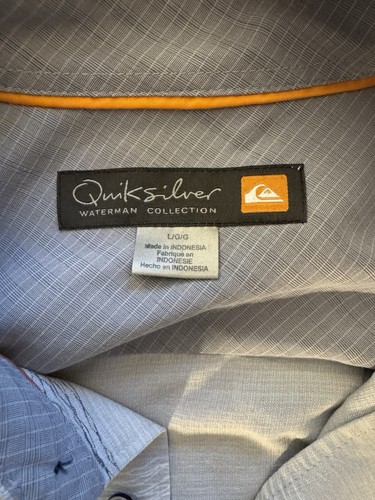 Quiksilver
WATERMAN COLLECTION
L/G/G
Made in INDONESIA
Fabriqué en
INDONESIE
Hecho en INDONESIA